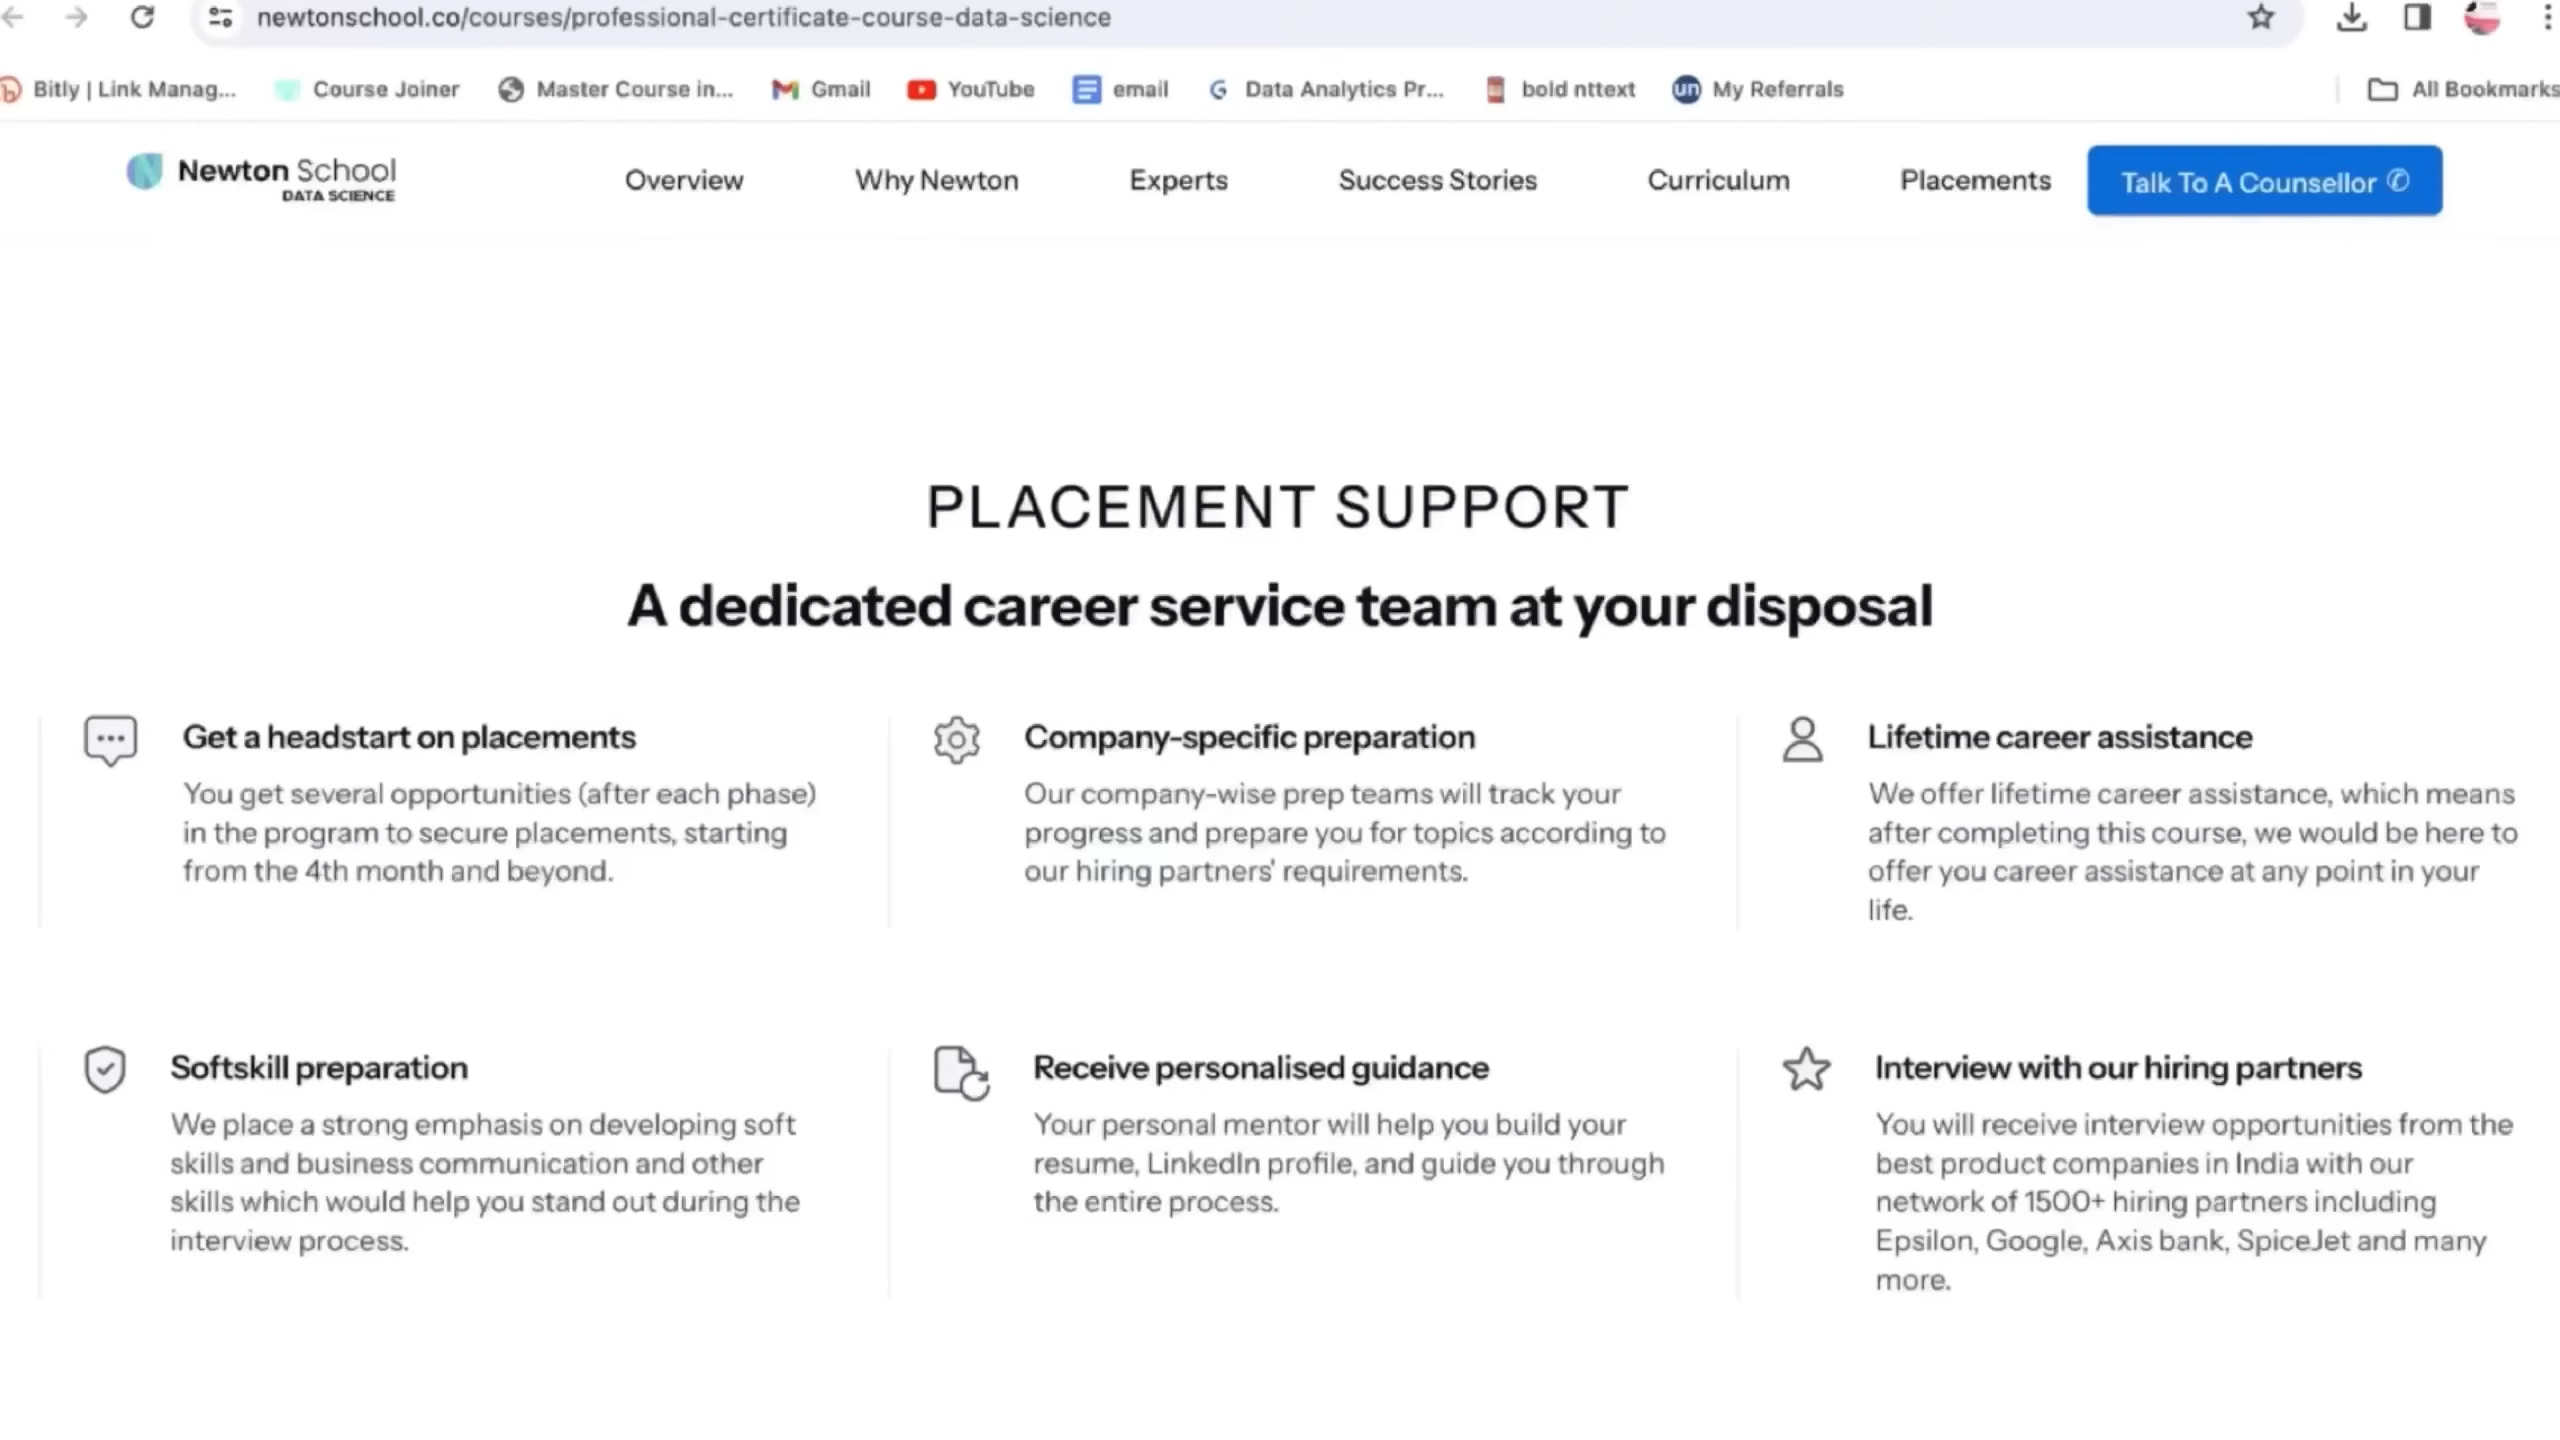 newtonschool.co/courses/professional-certificate-course-data-science
Bitly | Link Manag... Course Joiner Master Course in... Gmail YouTube email Data Analytics Pr... bold nttext My Referrals All Bookmarks
Newton School
DATA SCIENCE
Overview Why Newton Experts Success Stories Curriculum Placements Talk To A Counsellor
PLACEMENT SUPPORT
A dedicated career service team at your disposal
Get a headstart on placements
You get several opportunities (after each phase)
in the program to secure placements, starting
from the 4th month and beyond.
Company-specific preparation
Our company-wise prep teams will track your
progress and prepare you for topics according to
our hiring partners' requirements.
Lifetime career assistance
We offer lifetime career assistance, which means
after completing this course, we would be here to
offer you career assistance at any point in your
life.
Softskill preparation
We place a strong emphasis on developing soft
skills and business communication and other
skills which would help you stand out during the
interview process.
Receive personalised guidance
Your personal mentor will help you build your
resume, LinkedIn profile, and guide you through
the entire process.
Interview with our hiring partners
You will receive interview opportunities from the
best product companies in India with our
network of 1500+ hiring partners including
Epsilon, Google, Axis bank, SpiceJet and many
more.